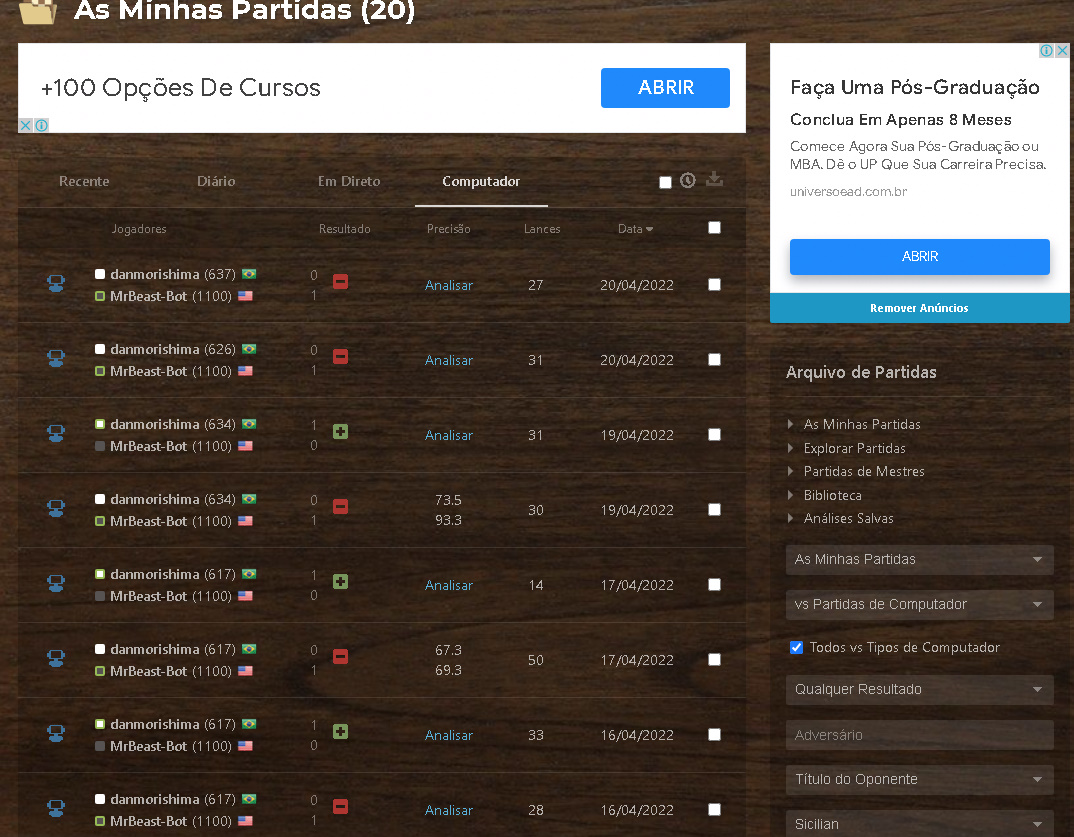 As Minhas Partidas (20)
+100 Opções De Cursos
ABRIR
Faça Uma Pós-Graduação
Conclua Em Apenas 8 Meses
Comece Agora Sua Pós-Graduação ou
MBA. Dê o UP Que Sua Carreira Precisa.
universoead.com.br
ABRIR
Remover Anúncios
Recente Diário Em Direto Computador
Jogadores Resultado Precisão Lances Data
danmorishima (637) 0
MrBeast-Bot (1100) 1
Analisar 27 20/04/2022
danmorishima (626) 0
MrBeast-Bot (1100) 1
Analisar 31 20/04/2022
danmorishima (634) 1
MrBeast-Bot (1100) 0
Analisar 31 19/04/2022
danmorishima (634) 0 73.5
MrBeast-Bot (1100) 1 93.3
30 19/04/2022
danmorishima (617) 1
MrBeast-Bot (1100) 0
Analisar 14 17/04/2022
danmorishima (617) 0 67.3
MrBeast-Bot (1100) 1 69.3
50 17/04/2022
danmorishima (617) 1
MrBeast-Bot (1100) 0
Analisar 33 16/04/2022
danmorishima (617) 0
MrBeast-Bot (1100) 1
Analisar 28 16/04/2022
Arquivo de Partidas
As Minhas Partidas
Explorar Partidas
Partidas de Mestres
Biblioteca
Análises Salvas
As Minhas Partidas
vs Partidas de Computador
Todos vs Tipos de Computador
Qualquer Resultado
Adversário
Título do Oponente
Sicilian